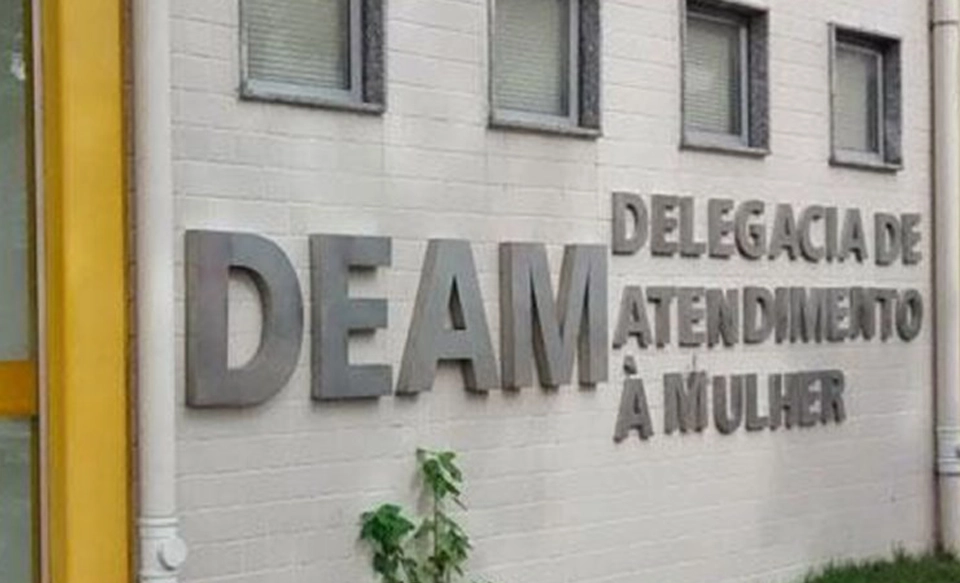 DEAM
DELEGACIA DE
ATENDIMENTO
À MULHER